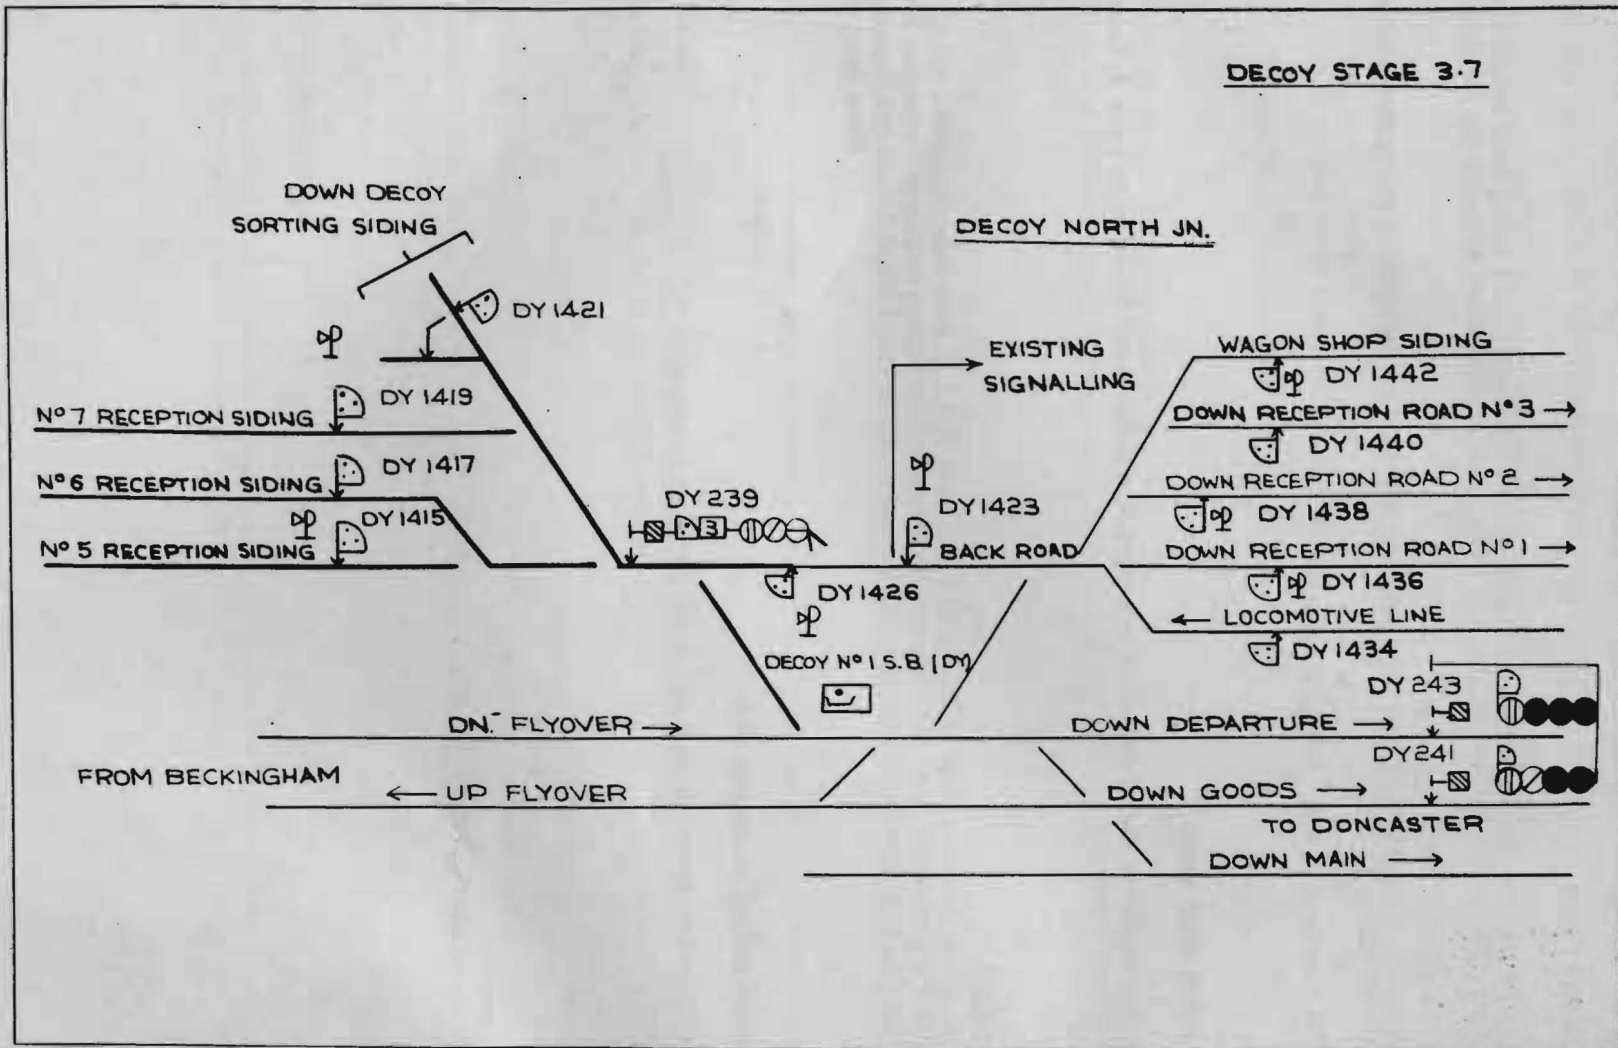 DECOY STAGE 3.7
DOWN DECOY
SORTING SIDING
DECOY NORTH JN.
DY 1421
EXISTING
SIGNALLING
WAGON SHOP SIDING
DY 1442
DY 1419
Nº 7 RECEPTION SIDING
DOWN RECEPTION ROAD Nº 3 →
DY 1440
DY 1417
Nº 6 RECEPTION SIDING
DOWN RECEPTION ROAD Nº 2 →
DY 239
3
DY 1423
DY 1438
DY 1415
Nº 5 RECEPTION SIDING
BACK ROAD
DOWN RECEPTION ROAD Nº 1 →
DY 1426
DY 1436
← LOCOMOTIVE LINE
DECOY Nº 1 S.B. (DY)
DY 1434
DY 243
DN. FLYOVER →
DOWN DEPARTURE →
DY 241
FROM BECKINGHAM
← UP FLYOVER
DOWN GOODS →
TO DONCASTER
DOWN MAIN →